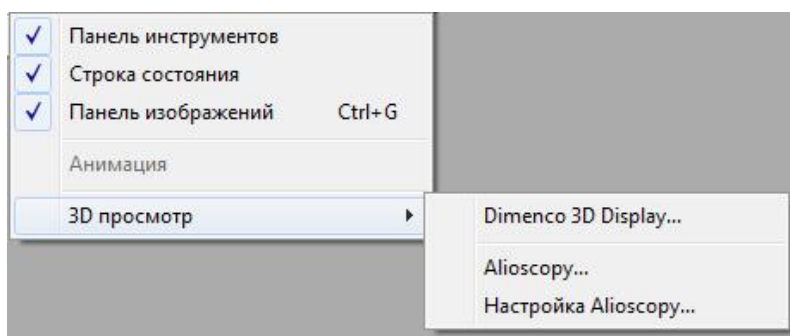 Панель инструментов
Строка состояния
Панель изображений Ctrl+G
Анимация
3D просмотр
Dimenco 3D Display...
Alioscopy...
Настройка Alioscopy...